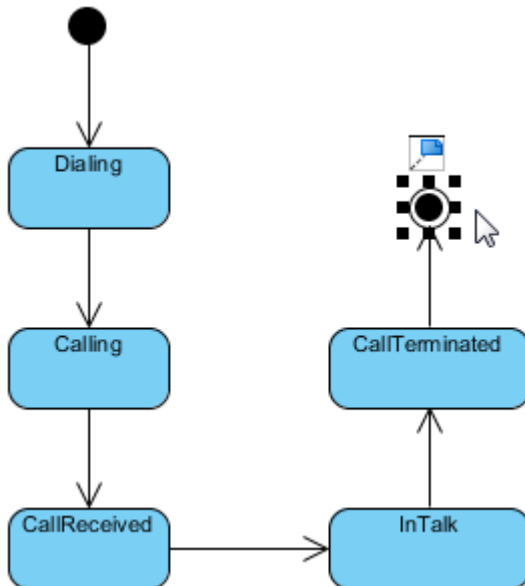 Dialing
Calling
CallReceived
InTalk
CallTerminated